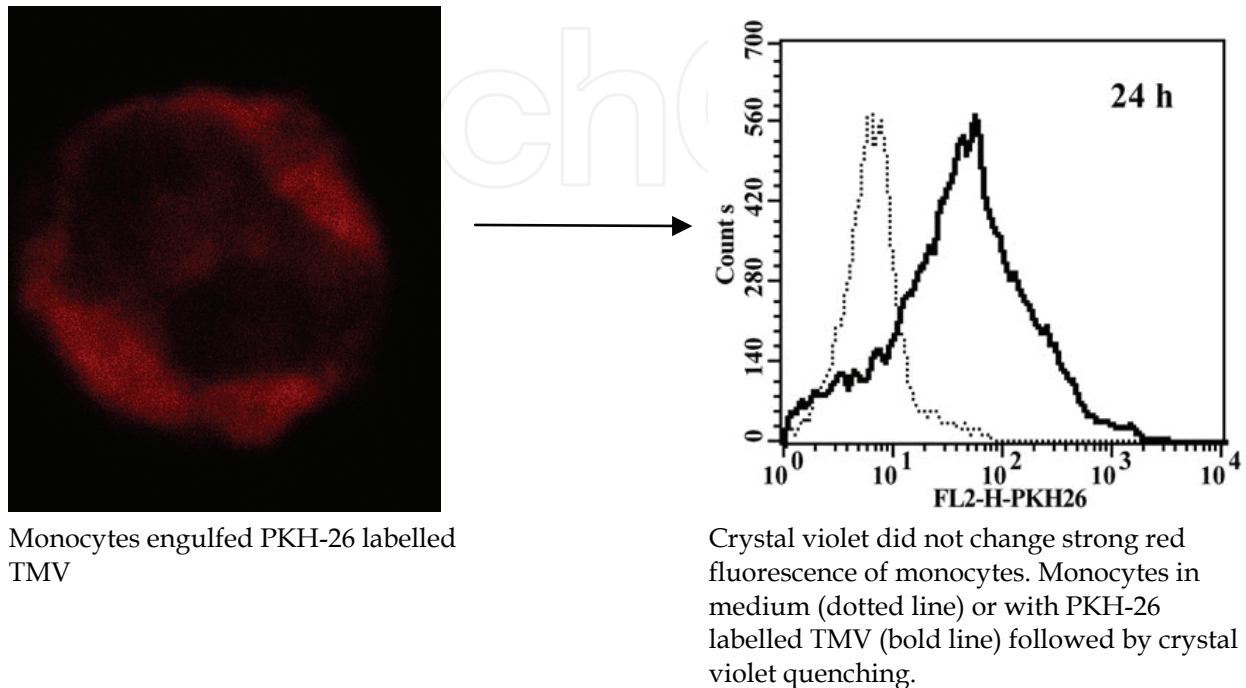 chO
700
560
420
280
140
0
Count s
24 h
10^0 10^1 10^2 10^3 10^4
FL2-H-PKH26
Monocytes engulfed PKH-26 labelled
TMV
Crystal violet did not change strong red
fluorescence of monocytes. Monocytes in
medium (dotted line) or with PKH-26
labelled TMV (bold line) followed by crystal
violet quenching.